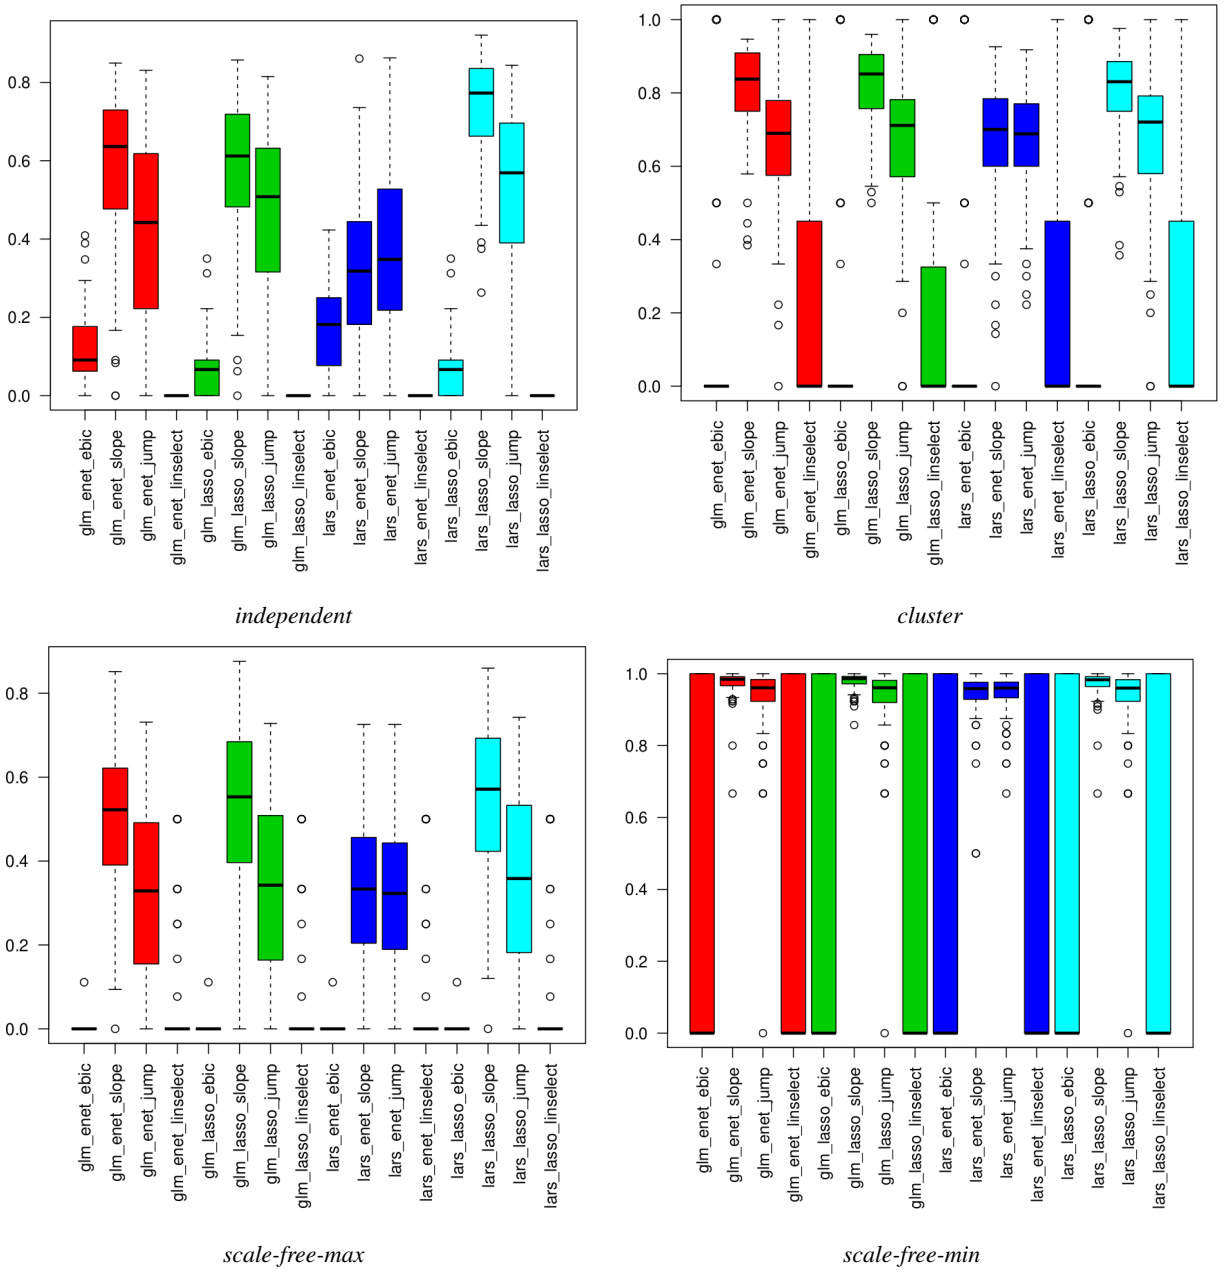 0.8
0.6
0.4
0.2
0.0
glm_enet_ebic
glm_enet_slope
glm_enet_jump
glm_enet_linselect
glm_lasso_ebic
glm_lasso_slope
glm_lasso_jump
glm_lasso_linselect
lars_enet_ebic
lars_enet_slope
lars_enet_jump
lars_enet_linselect
lars_lasso_ebic
lars_lasso_slope
lars_lasso_jump
lars_lasso_linselect
independent
1.0
0.8
0.6
0.4
0.2
0.0
glm_enet_ebic
glm_enet_slope
glm_enet_jump
glm_enet_linselect
glm_lasso_ebic
glm_lasso_slope
glm_lasso_jump
glm_lasso_linselect
lars_enet_ebic
lars_enet_slope
lars_enet_jump
lars_enet_linselect
lars_lasso_ebic
lars_lasso_slope
lars_lasso_jump
lars_lasso_linselect
cluster
0.8
0.6
0.4
0.2
0.0
glm_enet_ebic
glm_enet_slope
glm_enet_jump
glm_enet_linselect
glm_lasso_ebic
glm_lasso_slope
glm_lasso_jump
glm_lasso_linselect
lars_enet_ebic
lars_enet_slope
lars_enet_jump
lars_enet_linselect
lars_lasso_ebic
lars_lasso_slope
lars_lasso_jump
lars_lasso_linselect
scale-free-max
1.0
0.8
0.6
0.4
0.2
0.0
glm_enet_ebic
glm_enet_slope
glm_enet_jump
glm_enet_linselect
glm_lasso_ebic
glm_lasso_slope
glm_lasso_jump
glm_lasso_linselect
lars_enet_ebic
lars_enet_slope
lars_enet_jump
lars_enet_linselect
lars_lasso_ebic
lars_lasso_slope
lars_lasso_jump
lars_lasso_linselect
scale-free-min